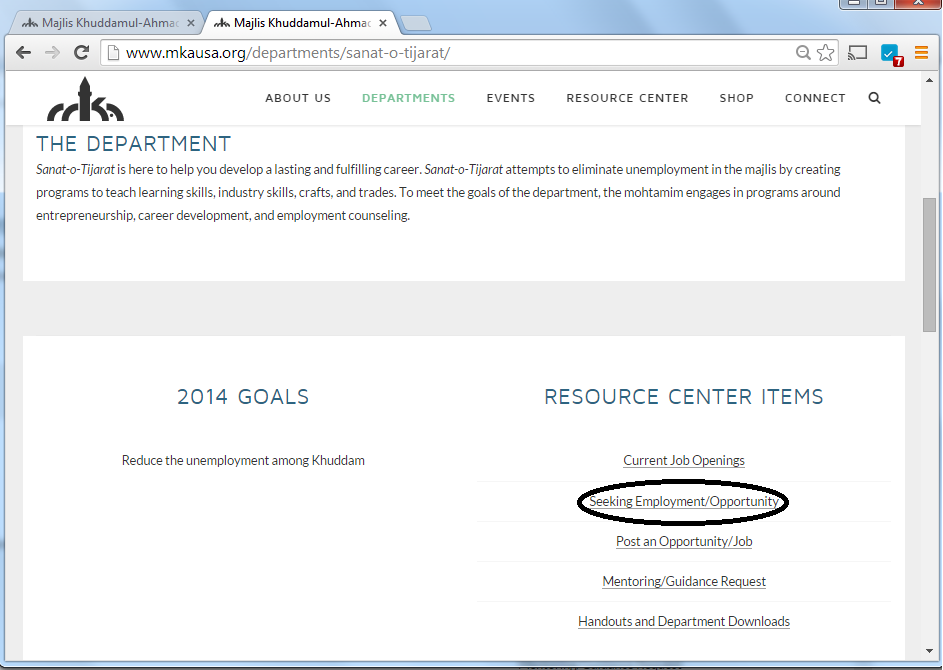 Majlis Khuddamul-Ahmad
Majlis Khuddamul-Ahmad
www.mkausa.org/departments/sanat-o-tijarat/
7
mka
ABOUT US DEPARTMENTS EVENTS RESOURCE CENTER SHOP CONNECT
THE DEPARTMENT
Sanat-o-Tijarat is here to help you develop a lasting and fulfilling career. Sanat-o-Tijarat attempts to eliminate unemployment in the majlis by creating
programs to teach learning skills, industry skills, crafts, and trades. To meet the goals of the department, the mohtamim engages in programs around
entrepreneurship, career development, and employment counseling.
2014 GOALS
Reduce the unemployment among Khuddam
RESOURCE CENTER ITEMS
Current Job Openings
Seeking Employment/Opportunity
Post an Opportunity/Job
Mentoring/Guidance Request
Handouts and Department Downloads